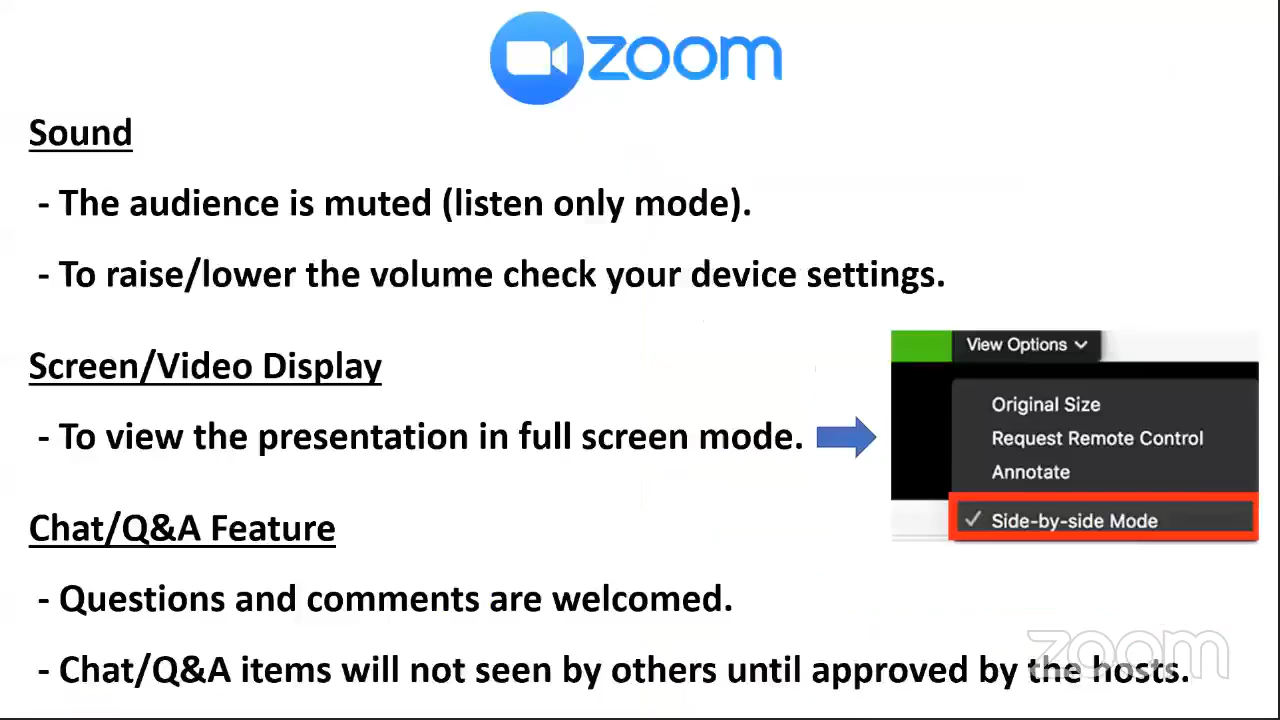 zoom
Sound
- The audience is muted (listen only mode).
- To raise/lower the volume check your device settings.
Screen/Video Display
- To view the presentation in full screen mode.
View Options
Original Size
Request Remote Control
Annotate
Side-by-side Mode
Chat/Q&A Feature
- Questions and comments are welcomed.
- Chat/Q&A items will not seen by others until approved by the hosts.
zoom